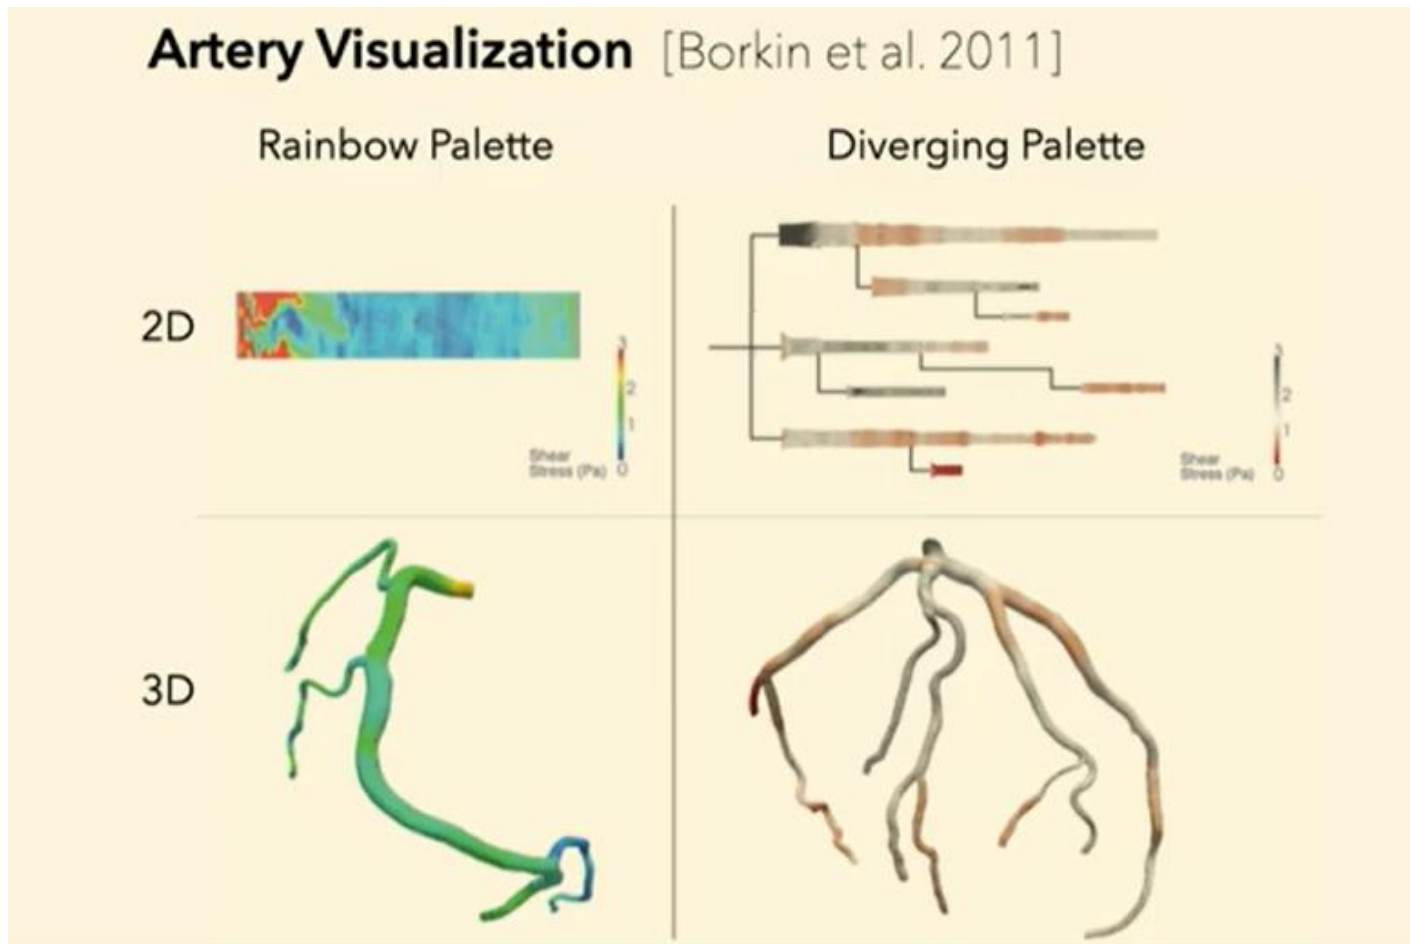 Artery Visualization [Borkin et al. 2011]
Rainbow Palette
Diverging Palette
2D
3
2
1
Shear
Stress (Pa) 0
3
2
1
Shear
Stress (Pa) 0
3D